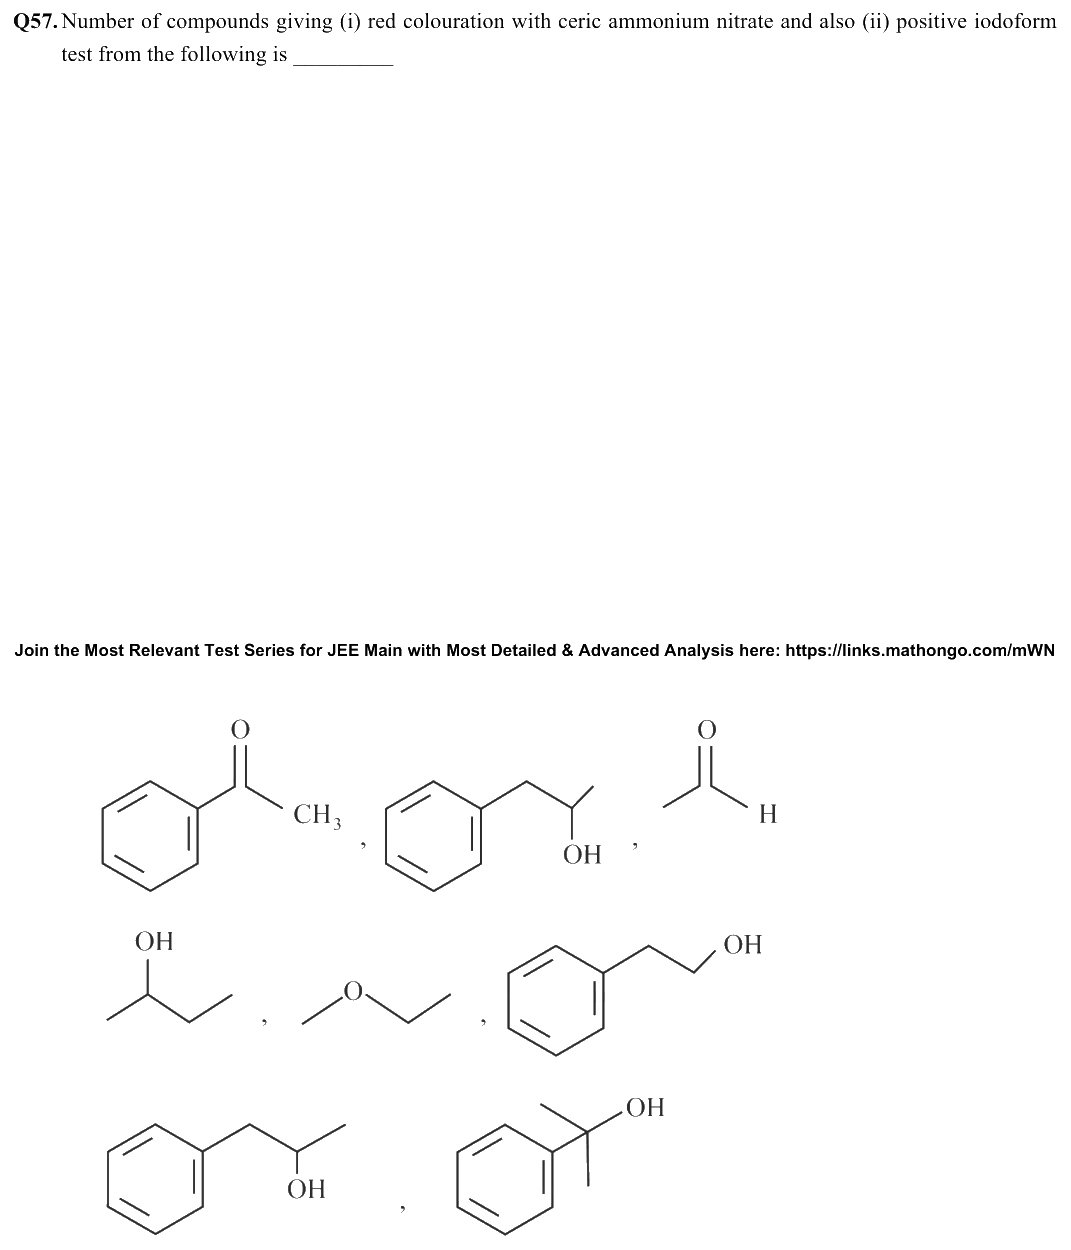 Q57. Number of compounds giving (i) red colouration with ceric ammonium nitrate and also (ii) positive iodoform
test from the following is _________
Join the Most Relevant Test Series for JEE Main with Most Detailed & Advanced Analysis here: https://links.mathongo.com/mWN
O
CH3
,
OH
,
O
H
OH
,
O
,
OH
OH
,
OH